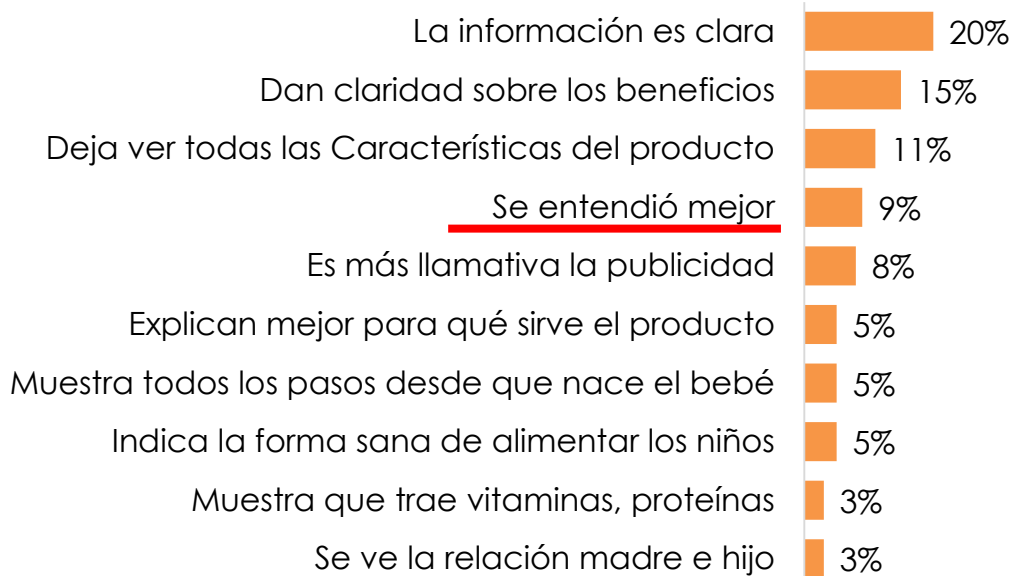 La información es clara 20%
Dan claridad sobre los beneficios 15%
Deja ver todas las Características del producto 11%
Se entendió mejor 9%
Es más llamativa la publicidad 8%
Explican mejor para qué sirve el producto 5%
Muestra todos los pasos desde que nace el bebé 5%
Indica la forma sana de alimentar los niños 5%
Muestra que trae vitaminas, proteínas 3%
Se ve la relación madre e hijo 3%